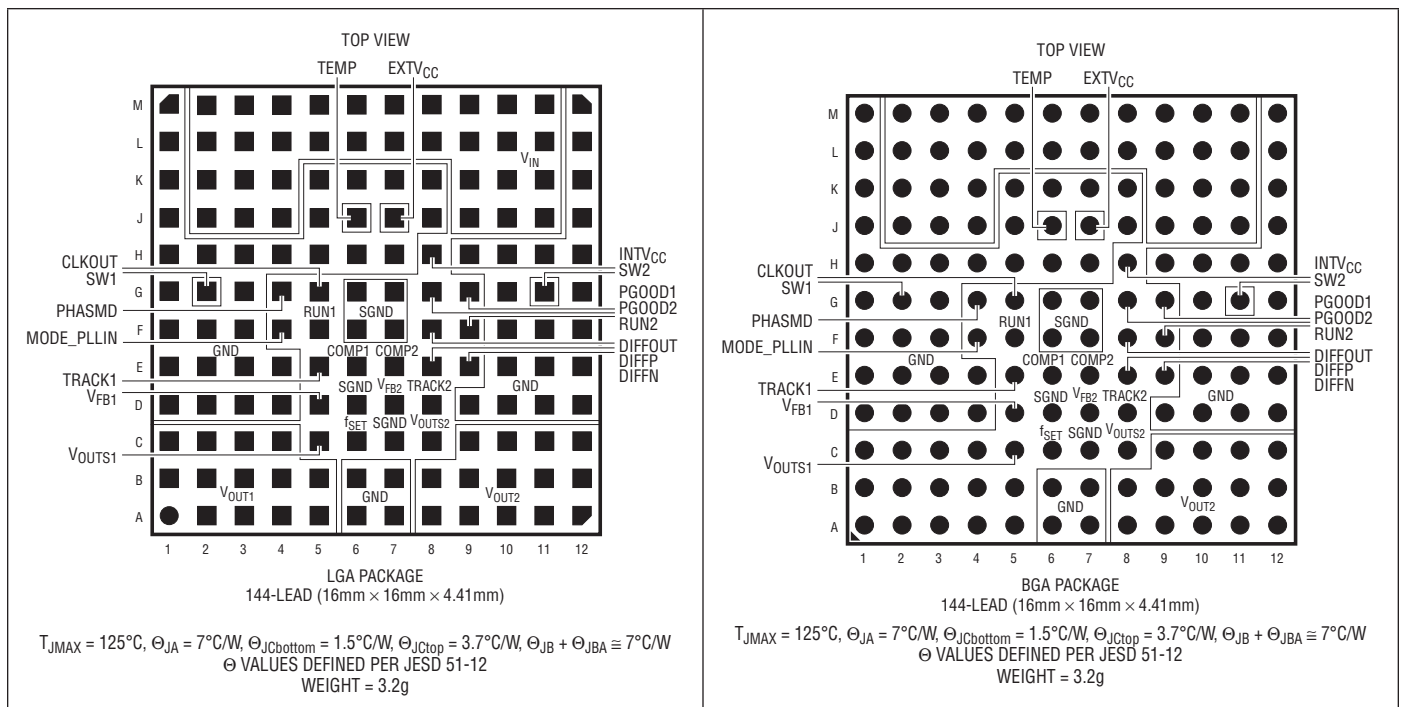 TOP VIEW
TEMP EXTVCC
M
L
VIN
K
J
H
CLKOUT
SW1
INTVCC
SW2
G
PHASMD
RUN1
SGND
PGOOD1
PGOOD2
RUN2
F
MODE_PLLIN
GND
COMP1 COMP2
DIFFOUT
DIFFP
DIFFN
E
TRACK1
SGND VFB2 TRACK2
GND
VFB1
D
fSET SGND VOUTS2
C
VOUTS1
B
VOUT1
GND
VOUT2
A
1 2 3 4 5 6 7 8 9 10 11 12
LGA PACKAGE
144-LEAD (16mm × 16mm × 4.41mm)
TJMAX = 125°C, ΘJA = 7°C/W, ΘJCbottom = 1.5°C/W, ΘJCtop = 3.7°C/W, ΘJB + ΘJBA ≅ 7°C/W
Θ VALUES DEFINED PER JESD 51-12
WEIGHT = 3.2g
TOP VIEW
TEMP EXTVCC
M
L
K
J
H
CLKOUT
SW1
INTVCC
SW2
G
PHASMD
RUN1
SGND
PGOOD1
PGOOD2
RUN2
F
MODE_PLLIN
GND
COMP1 COMP2
DIFFOUT
DIFFP
DIFFN
E
TRACK1
SGND VFB2 TRACK2
GND
VFB1
D
fSET SGND VOUTS2
C
VOUTS1
B
GND
VOUT2
A
1 2 3 4 5 6 7 8 9 10 11 12
BGA PACKAGE
144-LEAD (16mm × 16mm × 4.41mm)
TJMAX = 125°C, ΘJA = 7°C/W, ΘJCbottom = 1.5°C/W, ΘJCtop = 3.7°C/W, ΘJB + ΘJBA ≅ 7°C/W
Θ VALUES DEFINED PER JESD 51-12
WEIGHT = 3.2g